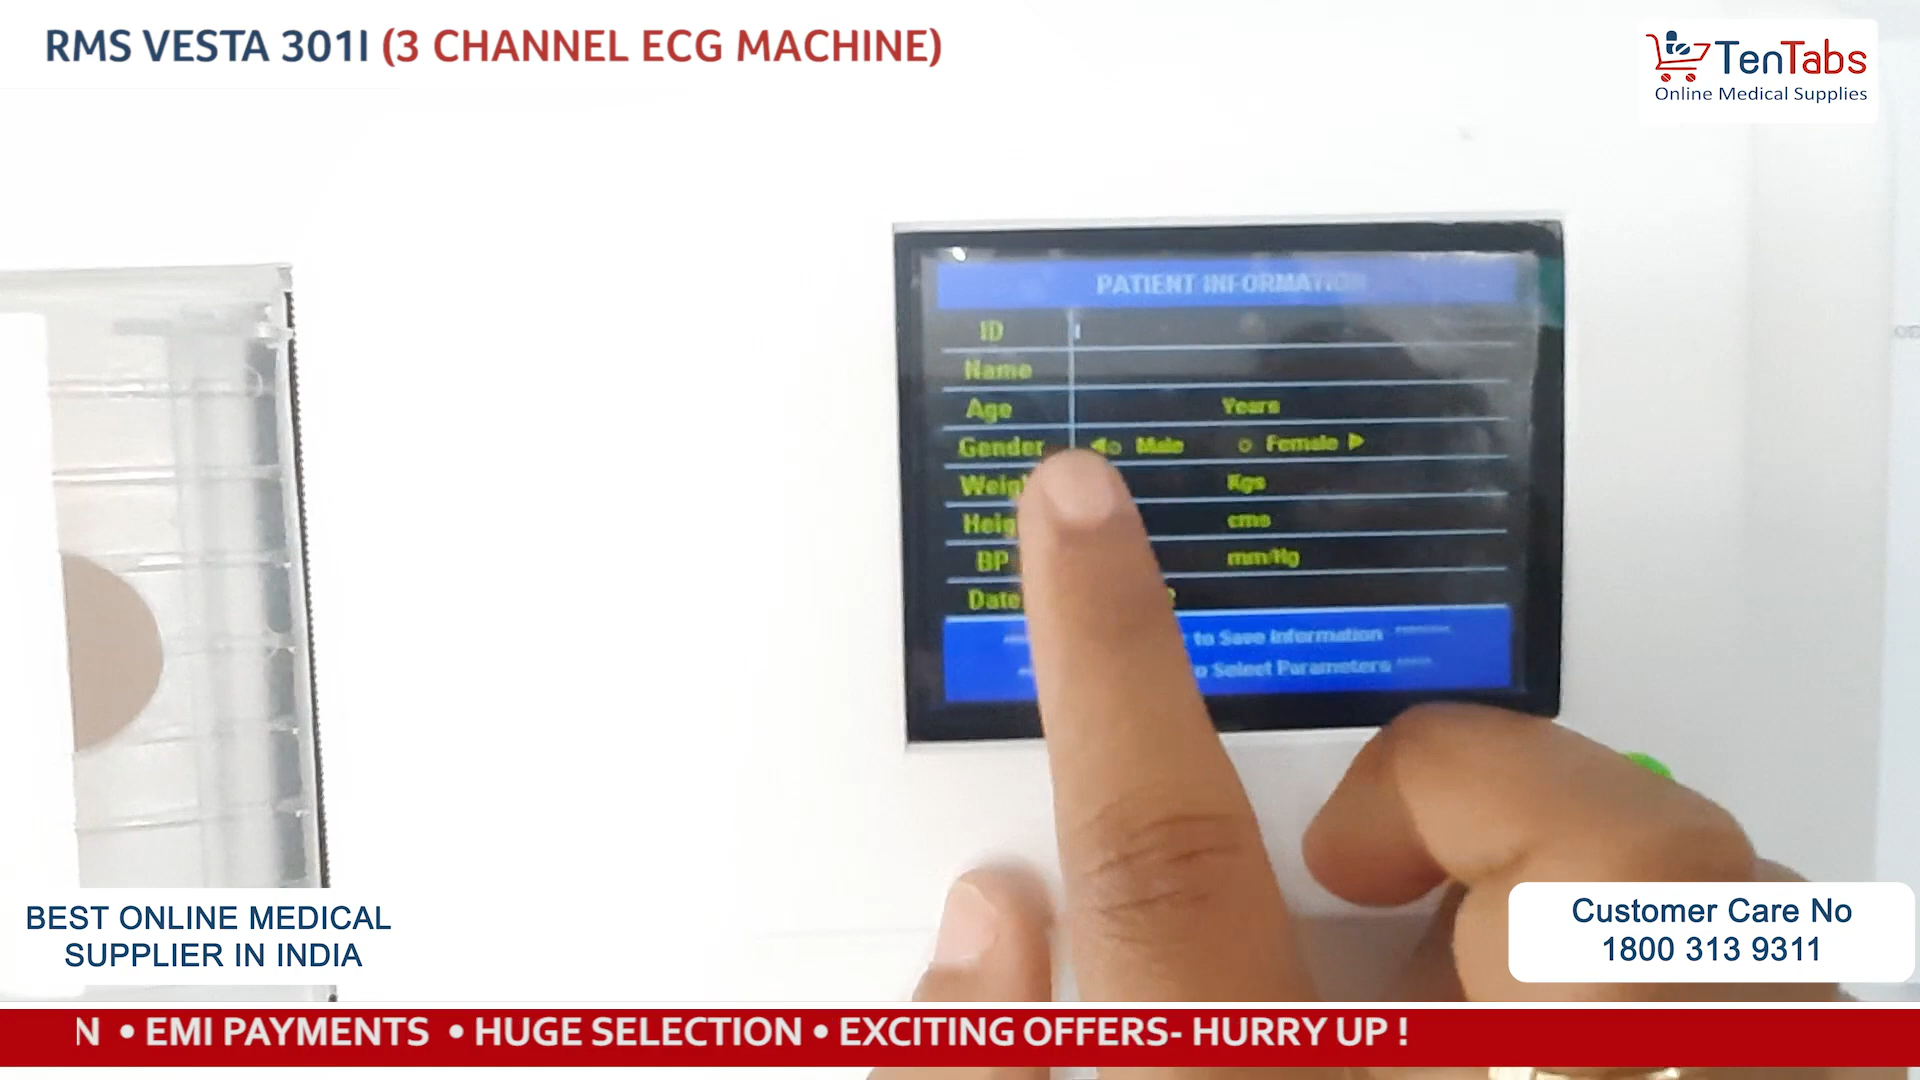 RMS VESTA 301I (3 CHANNEL ECG MACHINE)
TenTabs
Online Medical Supplies
PATIENT INFORMATION
ID
Name
Age Years
Gender Male Female
Kgs
cms
BP mm/Hg
Date
to Save Information
Select Parameters
BEST ONLINE MEDICAL
SUPPLIER IN INDIA
Customer Care No
1800 313 9311
N • EMI PAYMENTS • HUGE SELECTION • EXCITING OFFERS- HURRY UP !